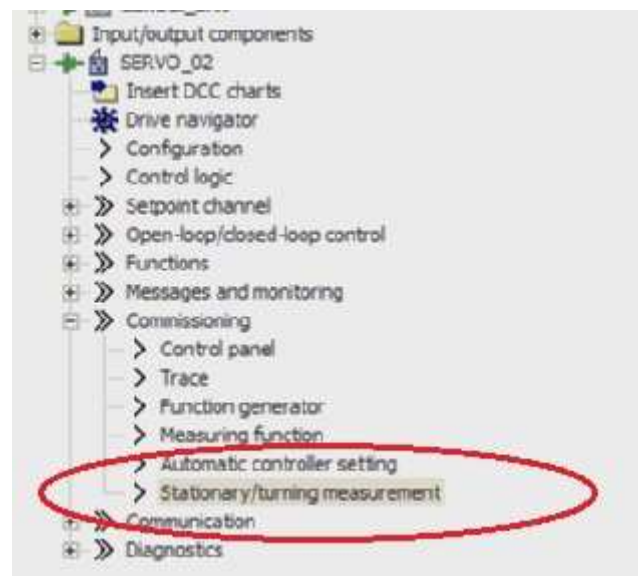 Input/output components
SERVO_02
Insert DCC charts
Drive navigator
Configuration
Control logic
Setpoint channel
Open-loop/closed-loop control
Functions
Messages and monitoring
Commissioning
Control panel
Trace
Function generator
Measuring function
Automatic controller setting
Stationary/turning measurement
Communication
Diagnostics